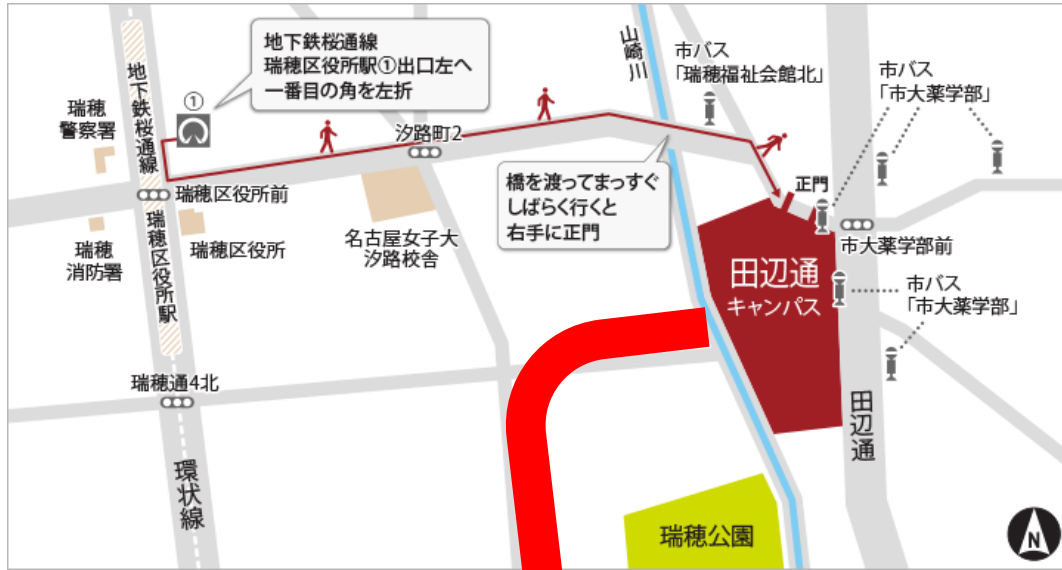 地下鉄桜通線
瑞穂区役所駅①出口左へ
一番目の角を左折
①
地下鉄桜通線
瑞穂
警察署
瑞穂区役所前
瑞穂
消防署
瑞穂区役所
瑞穂区役所駅
汐路町2
名古屋女子大
汐路校舎
山崎川
市バス
「瑞穂福祉会館北」
市バス
「市大薬学部」
橋を渡ってまっすぐ
しばらく行くと
右手に正門
正門
市大薬学部前
田辺通
キャンパス
市バス
「市大薬学部」
瑞穂通4北
環状線
田辺通
瑞穂公園
N